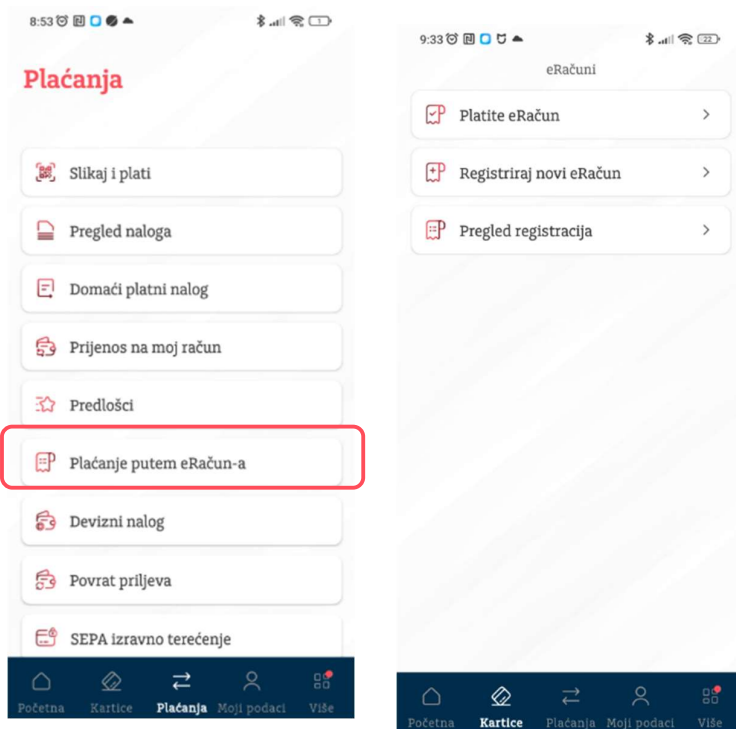 8:53
1
Plaćanja
Slikaj i plati
Pregled naloga
Domaći platni nalog
Prijenos na moj račun
Predlošci
Plaćanje putem eRačun-a
Devizni nalog
Povrat priljeva
SEPA izravno terećenje
Početna Kartice Plaćanja Moji podaci Više
9:33
22
eRačuni
Platite eRačun
Registriraj novi eRačun
Pregled registracija
Početna Kartice Plaćanja Moji podaci Više